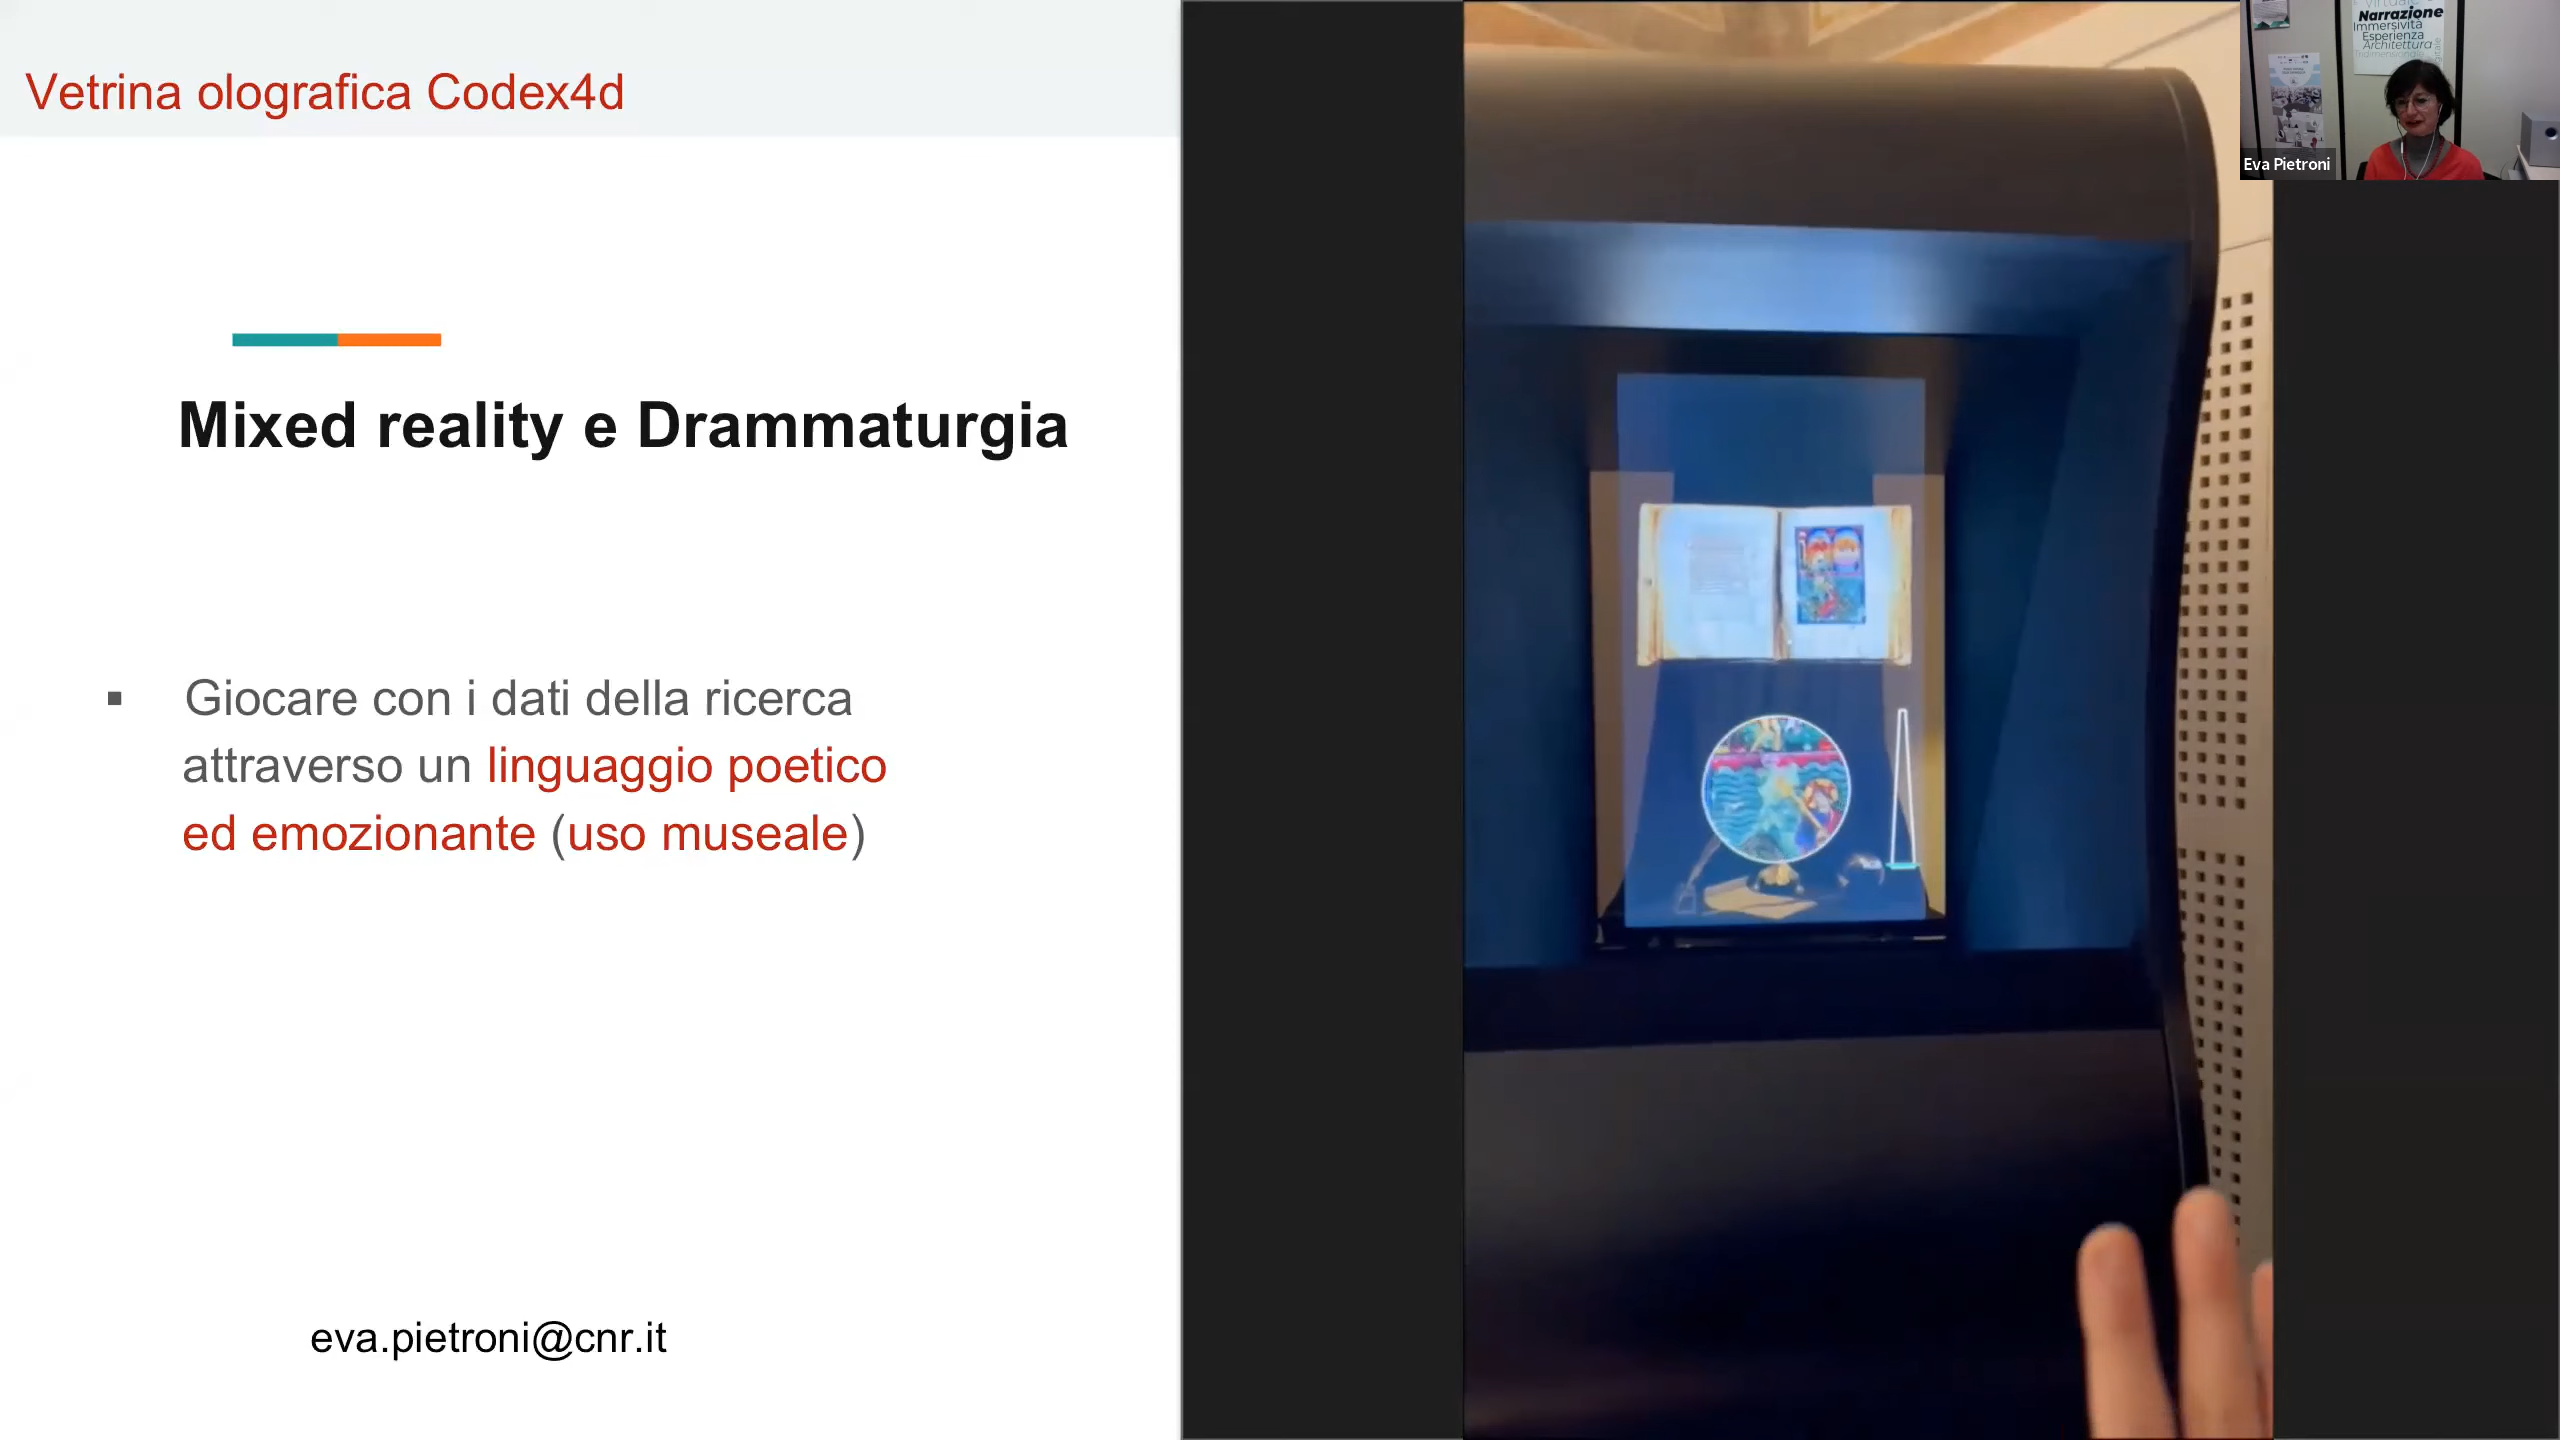 Vetrina olografica Codex4d
Mixed reality e Drammaturgia
▪ Giocare con i dati della ricerca
attraverso un linguaggio poetico
ed emozionante (uso museale)
eva.pietroni@cnr.it
Narrazione
Immersività
Esperienza
Architettura
Tridimensionale
Eva Pietroni